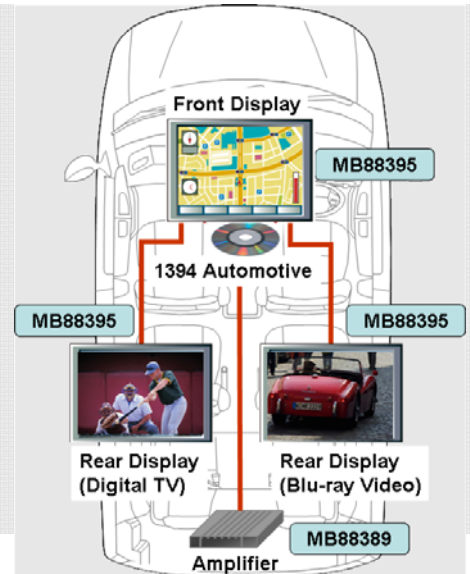 Front Display
MB88395
1394 Automotive
MB88395
MB88395
Rear Display
(Digital TV)
Rear Display
(Blu-ray Video)
MB88389
Amplifier